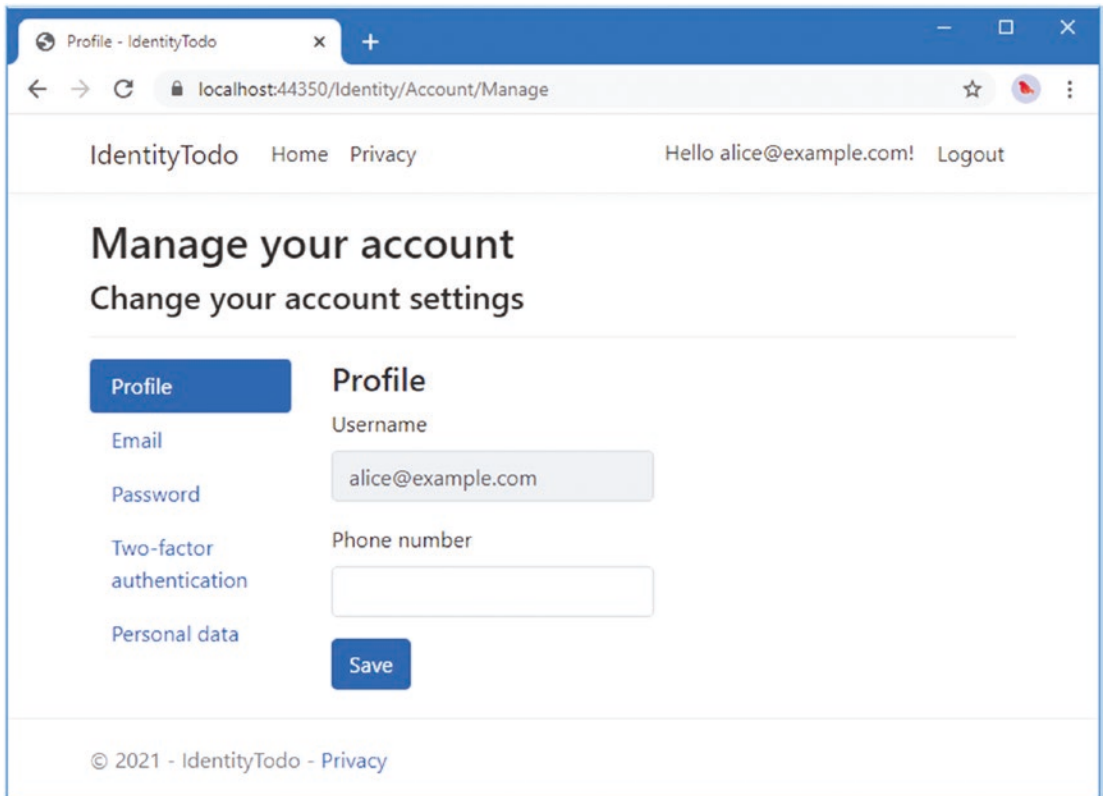 Profile - IdentityTodo
localhost:44350/Identity/Account/Manage
IdentityTodo Home Privacy Hello alice@example.com! Logout
Manage your account
Change your account settings
Profile
Email
Password
Two-factor
authentication
Personal data
Profile
Username
alice@example.com
Phone number
Save
© 2021 - IdentityTodo - Privacy